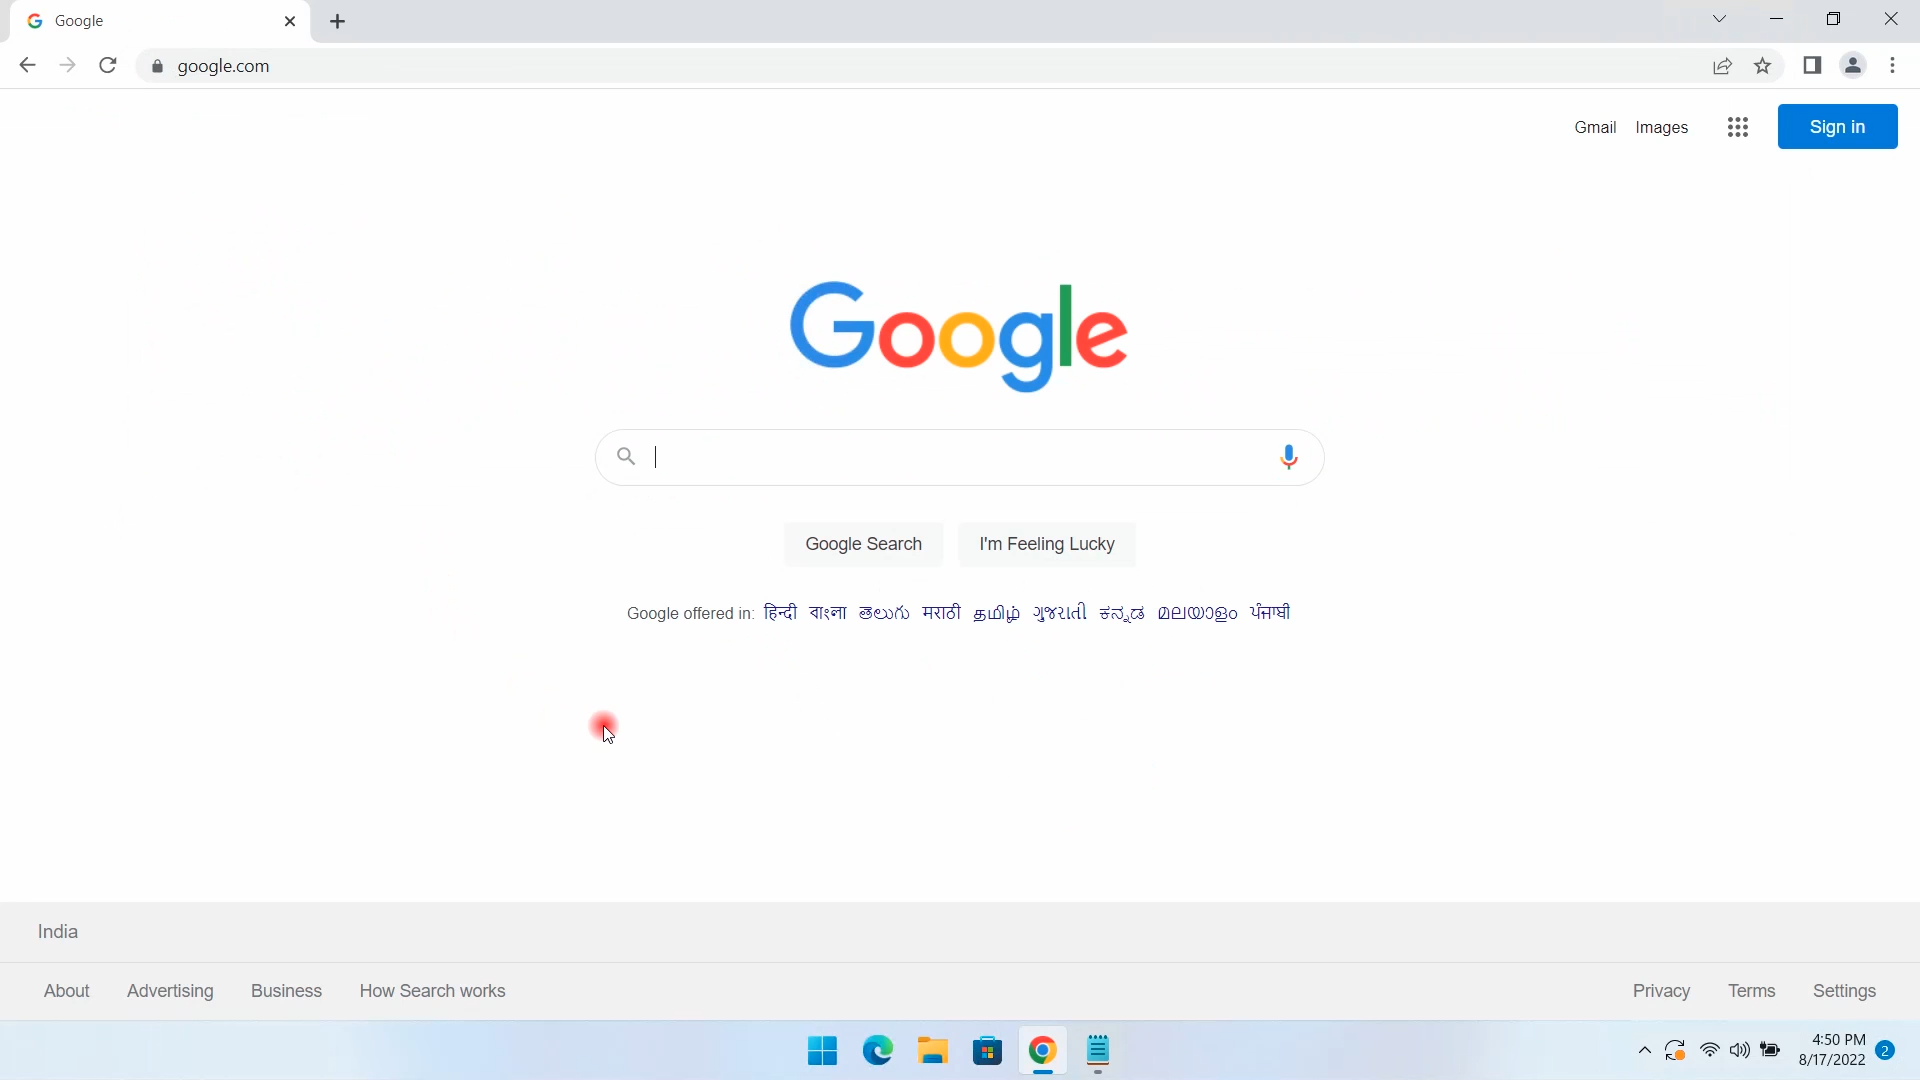 Google
google.com
Gmail Images Sign in
Google
Google Search I'm Feeling Lucky
Google offered in: हिन्दी বাংলা తెలుగు मराठी தமிழ் ગુજરાતી ಕನ್ನಡ മലയാളം ਪੰਜਾਬੀ
India
About Advertising Business How Search works Privacy Terms Settings
4:50 PM
8/17/2022 2